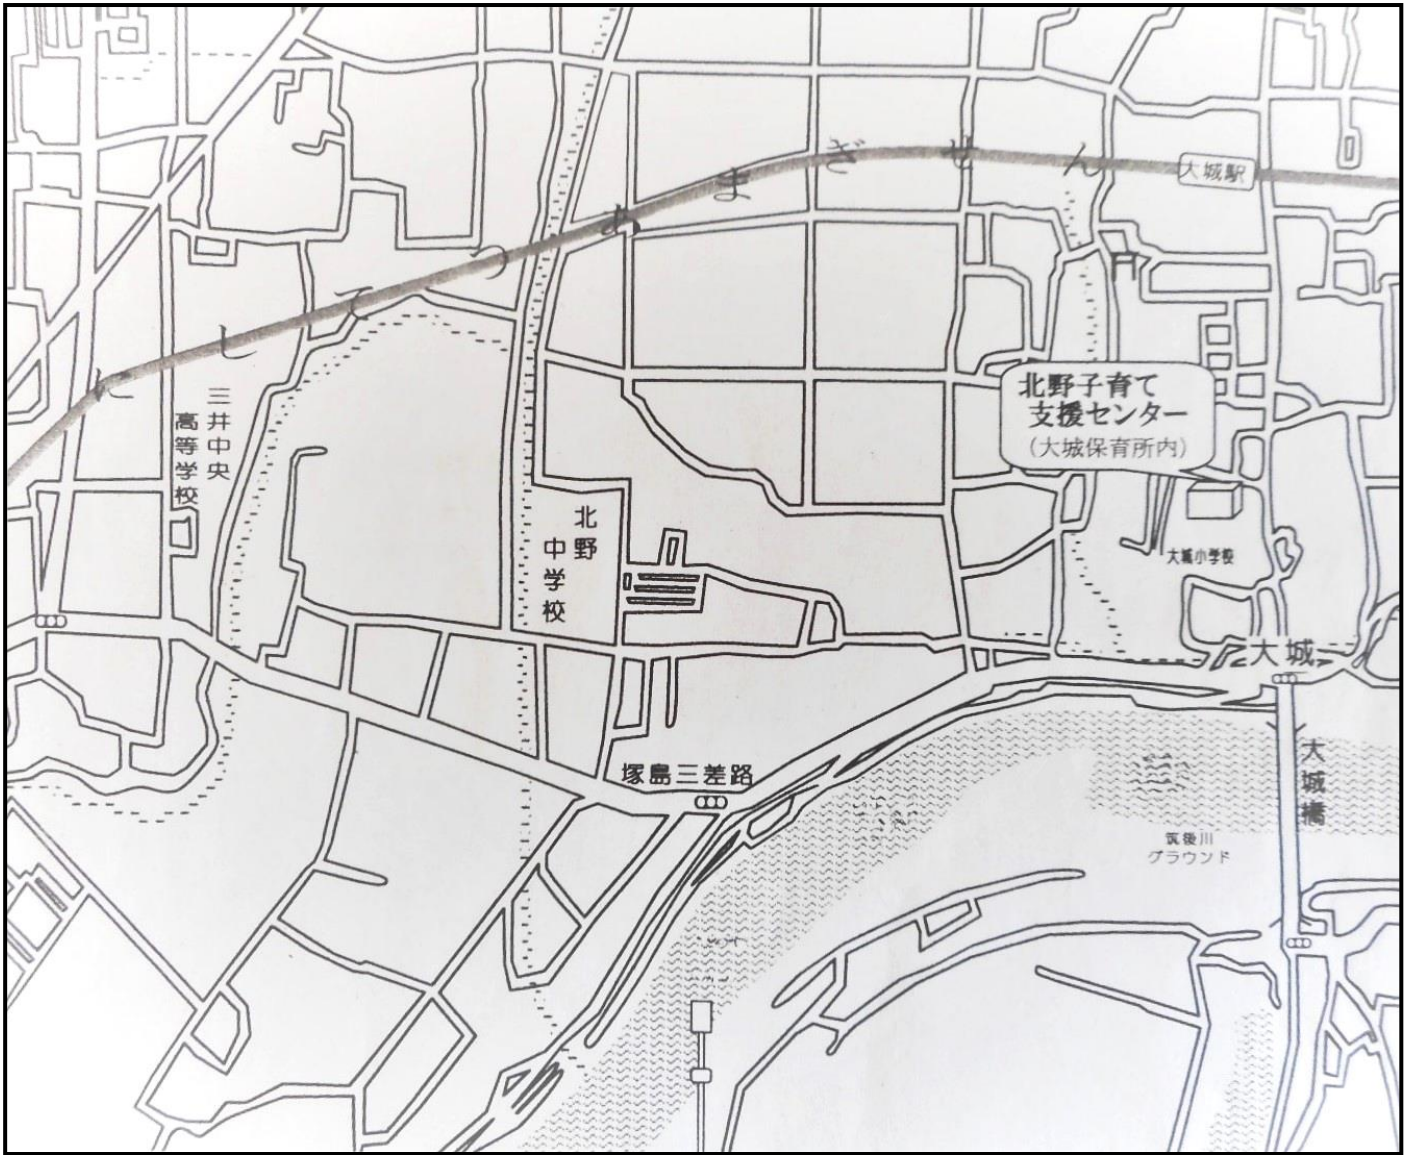 にしてつあまぎせん
大城駅
北野子育て
支援センター
(大城保育所内)
三井中央
高等学校
北野
中学校
大城小学校
大城
塚島三差路
大城橋
筑後川
グラウンド